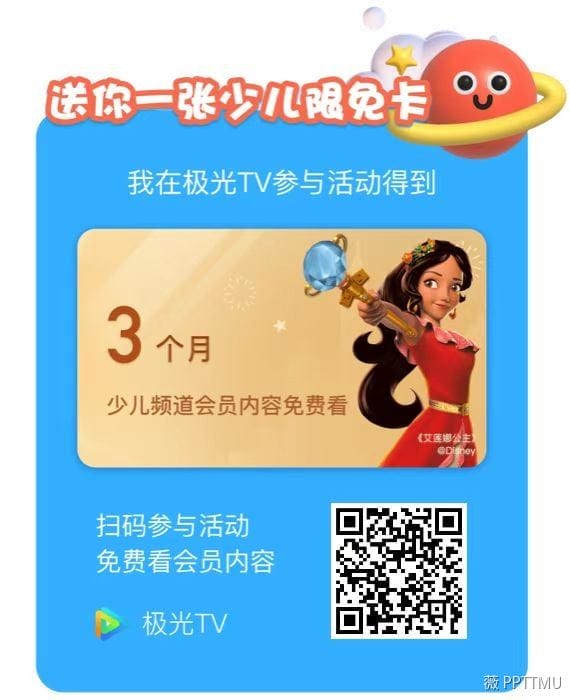 送你一张少儿限免卡
我在极光TV参与活动得到
3个月
少儿频道会员内容免费看
《艾莲娜公主》
@Disney
扫码参与活动
免费看会员内容
极光TV
薇 PPTTMU